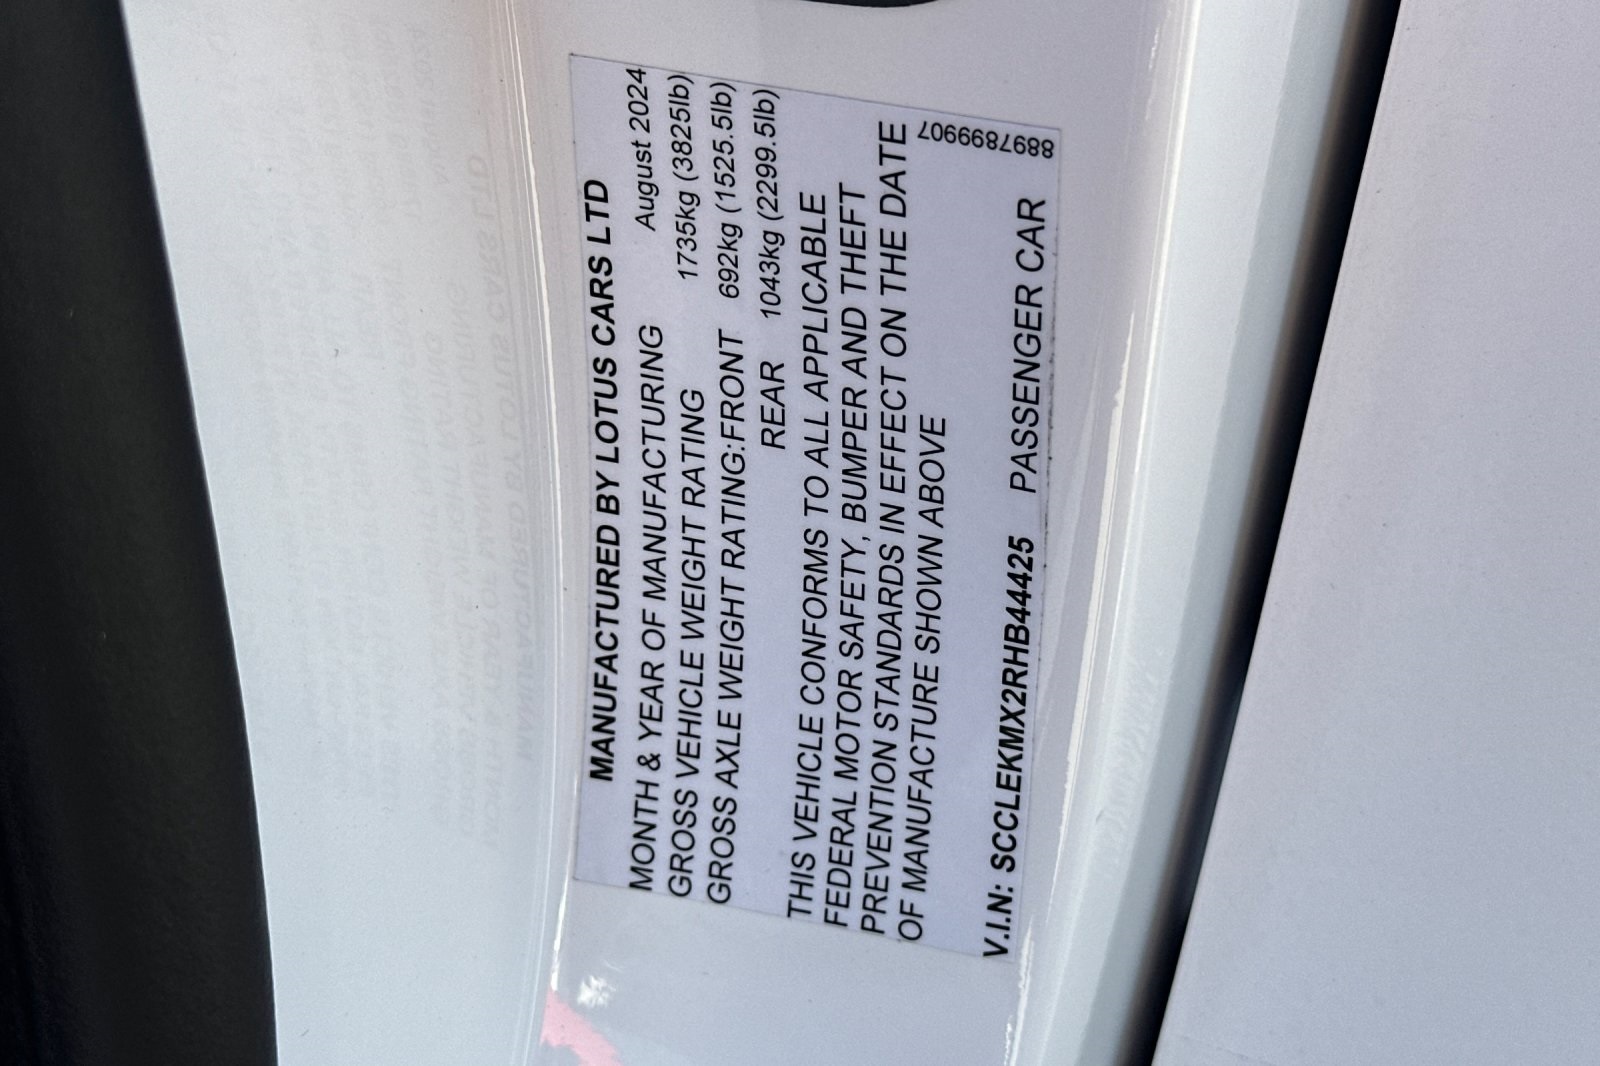 MANUFACTURED BY LOTUS CARS LTD
MONTH & YEAR OF MANUFACTURING August 2024
GROSS VEHICLE WEIGHT RATING 1735kg (3825lb)
GROSS AXLE WEIGHT RATING:FRONT 692kg (1525.5lb)
REAR 1043kg (2299.5lb)
THIS VEHICLE CONFORMS TO ALL APPLICABLE
FEDERAL MOTOR SAFETY, BUMPER AND THEFT
PREVENTION STANDARDS IN EFFECT ON THE DATE
OF MANUFACTURE SHOWN ABOVE
8897899907
V.I.N: SCCLEKMX2RHB44425 PASSENGER CAR